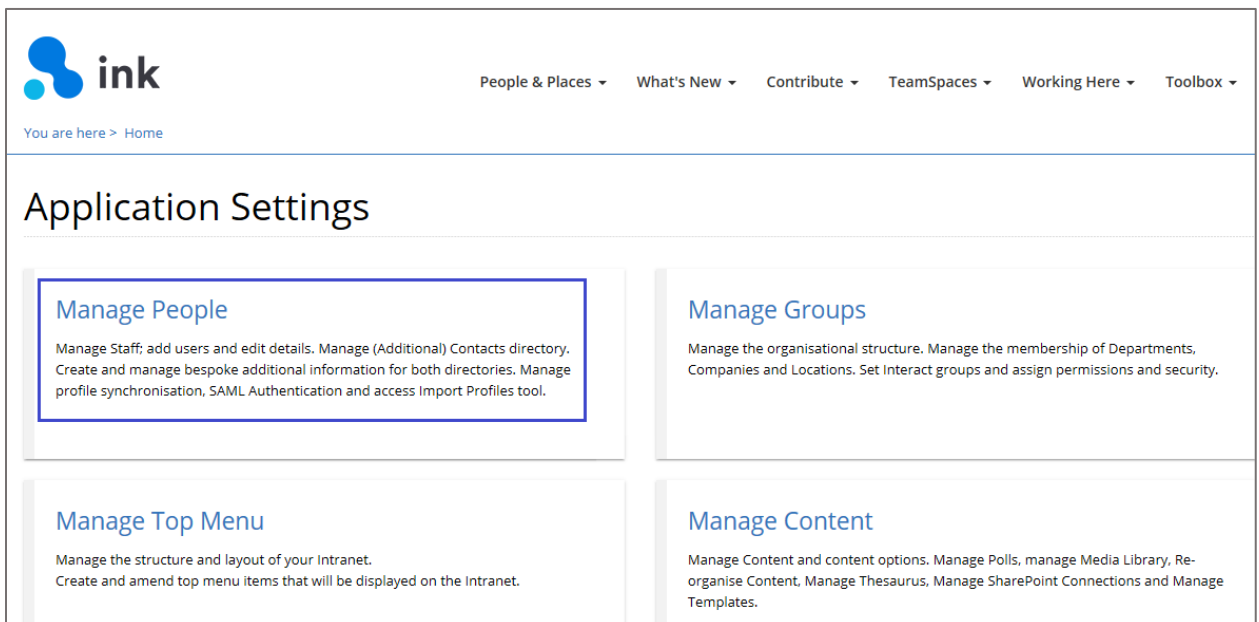 ink
People & Places
What's New
Contribute
TeamSpaces
Working Here
Toolbox
You are here > Home
Application Settings
Manage People
Manage Staff; add users and edit details. Manage (Additional) Contacts directory.
Create and manage bespoke additional information for both directories. Manage
profile synchronisation, SAML Authentication and access Import Profiles tool.
Manage Groups
Manage the organisational structure. Manage the membership of Departments,
Companies and Locations. Set Interact groups and assign permissions and security.
Manage Top Menu
Manage the structure and layout of your Intranet.
Create and amend top menu items that will be displayed on the Intranet.
Manage Content
Manage Content and content options. Manage Polls, manage Media Library, Re-
organise Content, Manage Thesaurus, Manage SharePoint Connections and Manage
Templates.